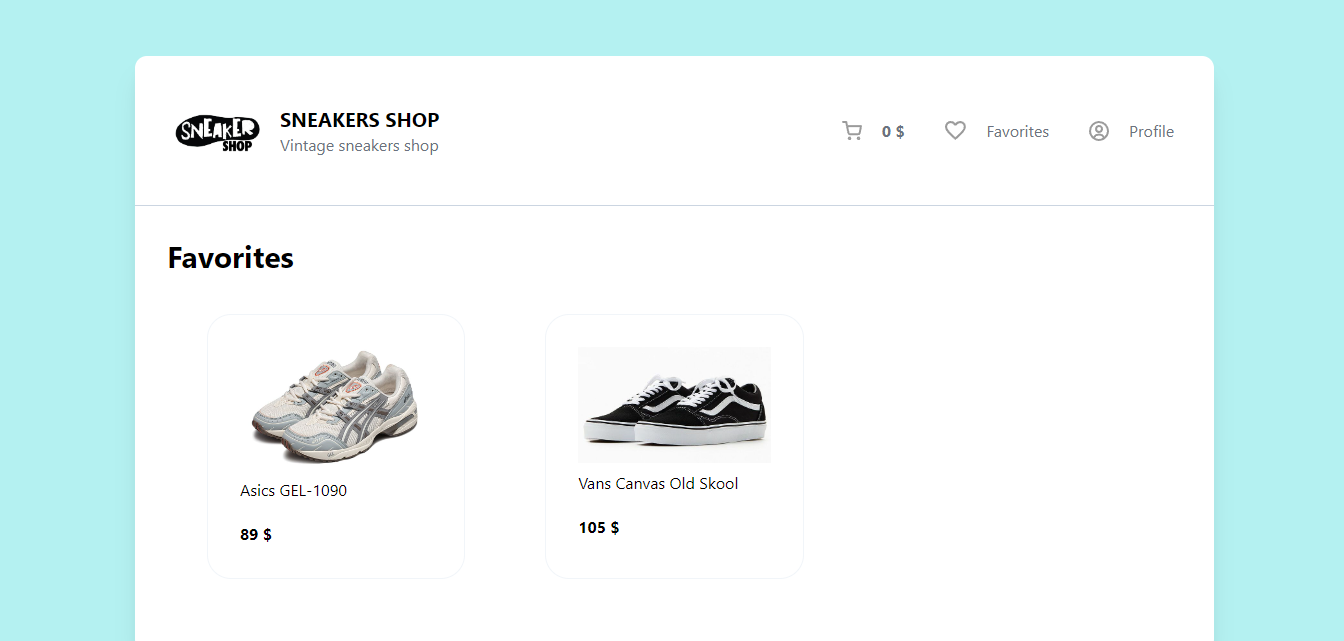 SNEAKER
SHOP
SNEAKERS SHOP
Vintage sneakers shop
0 $
Favorites
Profile
Favorites
Asics GEL-1090
89 $
Vans Canvas Old Skool
105 $